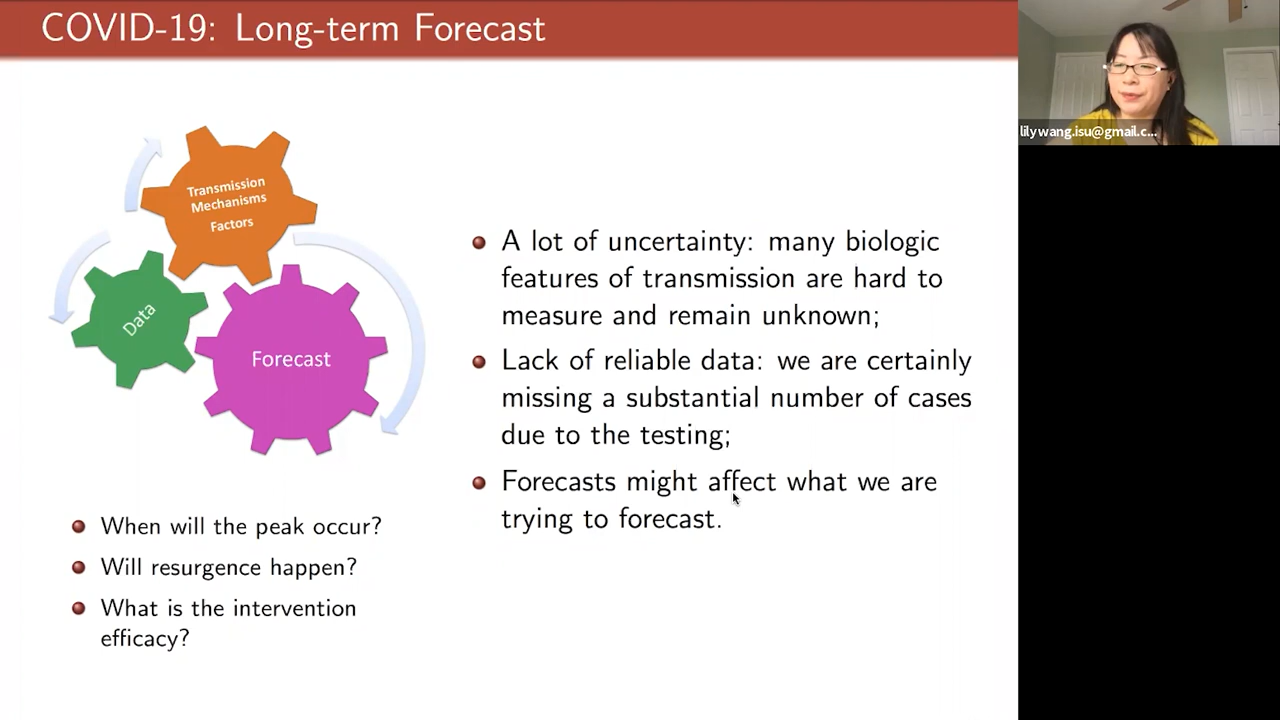 COVID-19: Long-term Forecast
lilywang.isu@gmail.c...
Transmission
Mechanisms
Factors
Data
Forecast
When will the peak occur?
Will resurgence happen?
What is the intervention
efficacy?
A lot of uncertainty: many biologic
features of transmission are hard to
measure and remain unknown;
Lack of reliable data: we are certainly
missing a substantial number of cases
due to the testing;
Forecasts might affect what we are
trying to forecast.